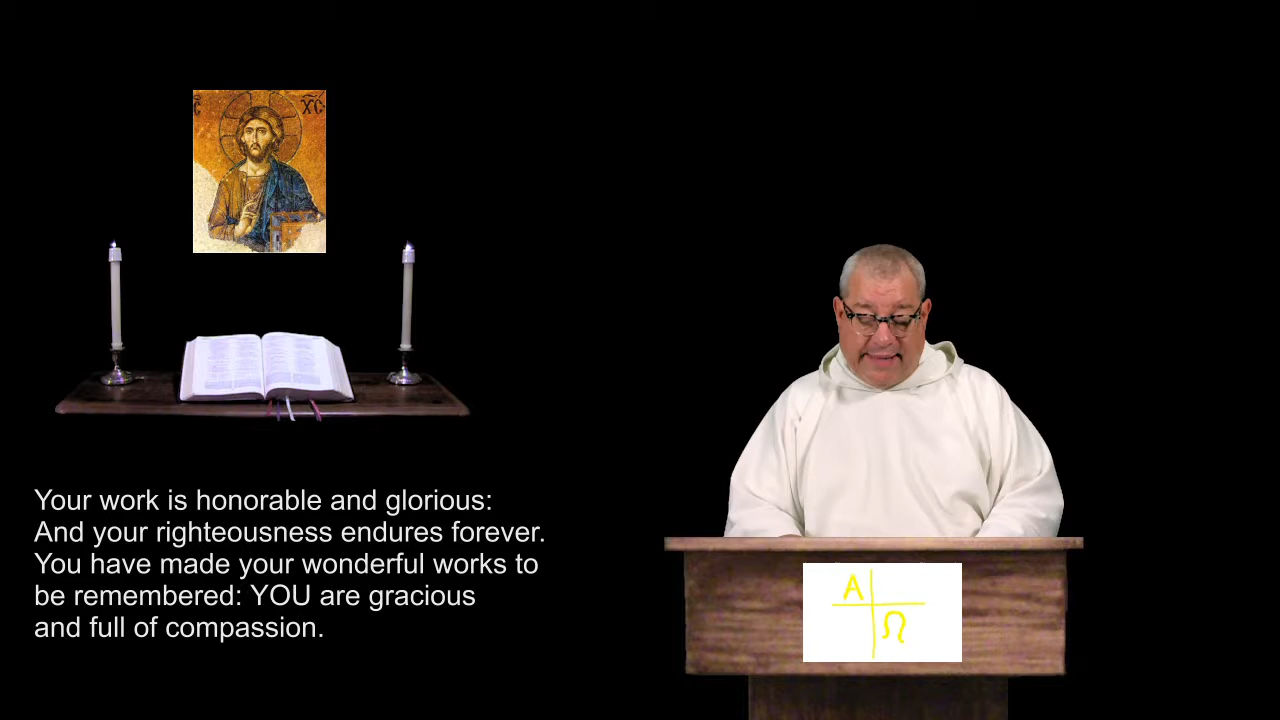 C XC
Your work is honorable and glorious:
And your righteousness endures forever.
You have made your wonderful works to
be remembered: YOU are gracious
and full of compassion.
A
Ω